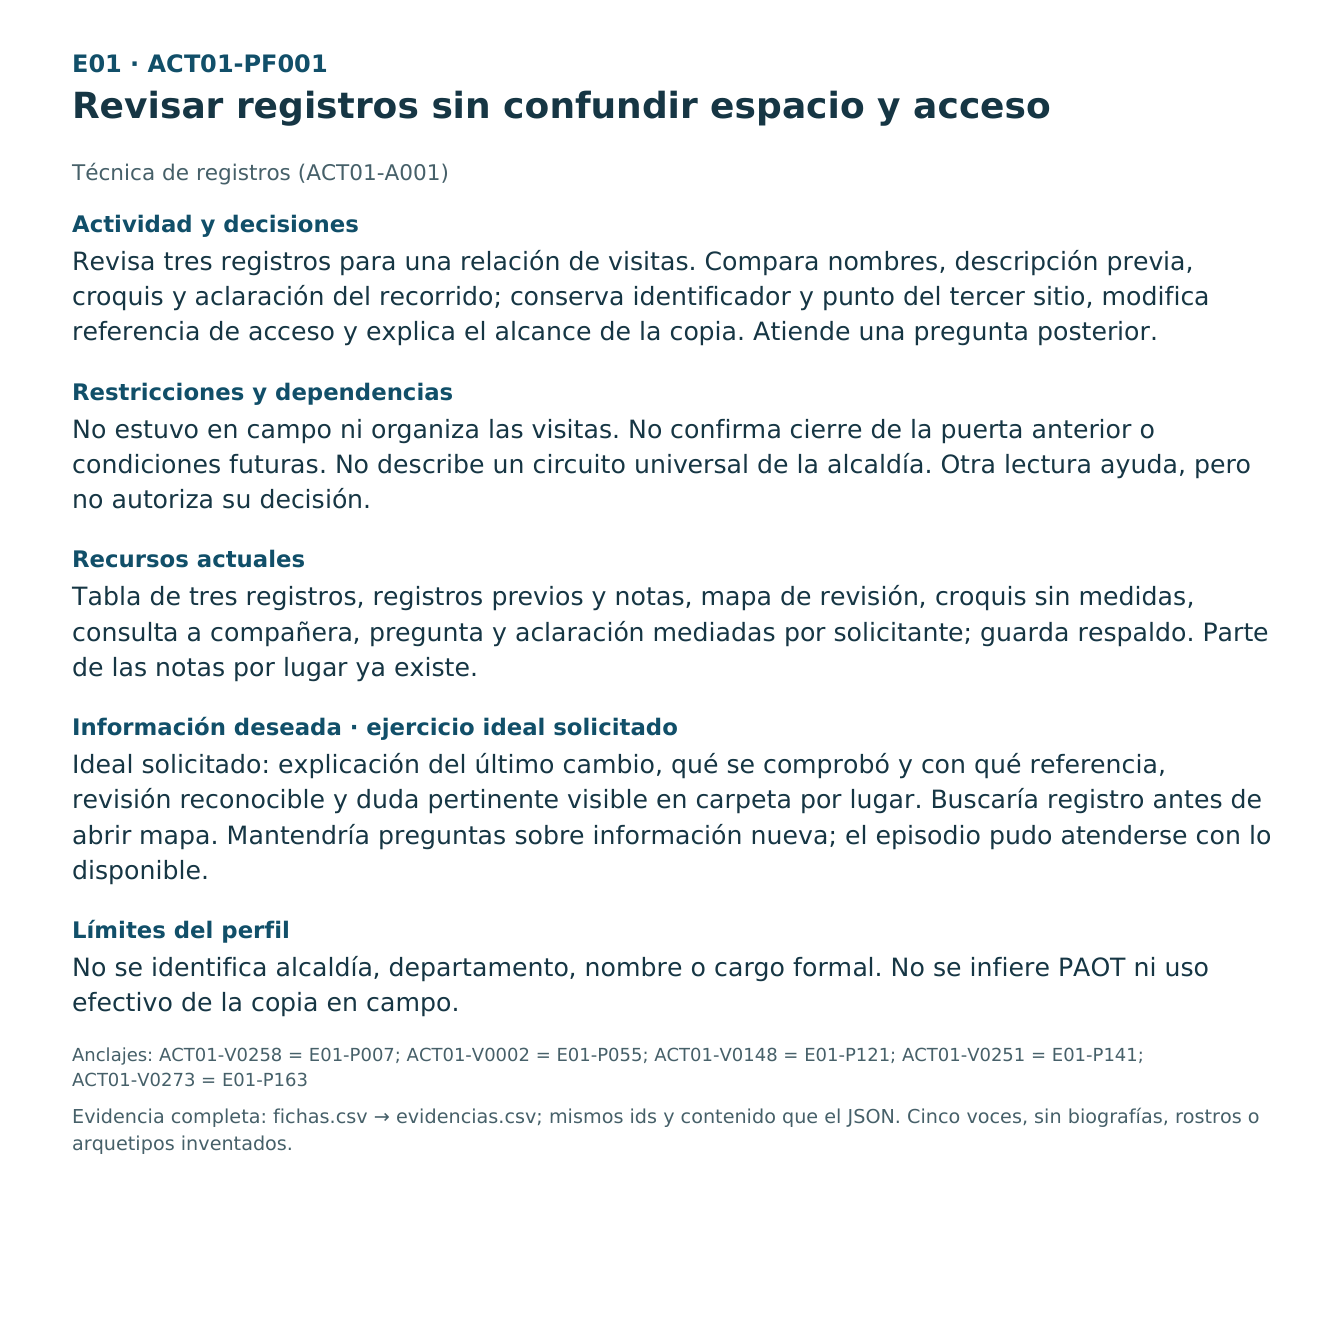 E01 · ACT01-PF001
Revisar registros sin confundir espacio y acceso
Técnica de registros (ACT01-A001)
Actividad y decisiones
Revisa tres registros para una relación de visitas. Compara nombres, descripción previa,
croquis y aclaración del recorrido; conserva identificador y punto del tercer sitio, modifica
referencia de acceso y explica el alcance de la copia. Atiende una pregunta posterior.
Restricciones y dependencias
No estuvo en campo ni organiza las visitas. No confirma cierre de la puerta anterior o
condiciones futuras. No describe un circuito universal de la alcaldía. Otra lectura ayuda, pero
no autoriza su decisión.
Recursos actuales
Tabla de tres registros, registros previos y notas, mapa de revisión, croquis sin medidas,
consulta a compañera, pregunta y aclaración mediadas por solicitante; guarda respaldo. Parte
de las notas por lugar ya existe.
Información deseada · ejercicio ideal solicitado
Ideal solicitado: explicación del último cambio, qué se comprobó y con qué referencia,
revisión reconocible y duda pertinente visible en carpeta por lugar. Buscaría registro antes de
abrir mapa. Mantendría preguntas sobre información nueva; el episodio pudo atenderse con lo
disponible.
Límites del perfil
No se identifica alcaldía, departamento, nombre o cargo formal. No se infiere PAOT ni uso
efectivo de la copia en campo.
Anclajes: ACT01-V0258 = E01-P007; ACT01-V0002 = E01-P055; ACT01-V0148 = E01-P121; ACT01-V0251 = E01-P141;
ACT01-V0273 = E01-P163
Evidencia completa: fichas.csv → evidencias.csv; mismos ids y contenido que el JSON. Cinco voces, sin biografías, rostros o
arquetipos inventados.